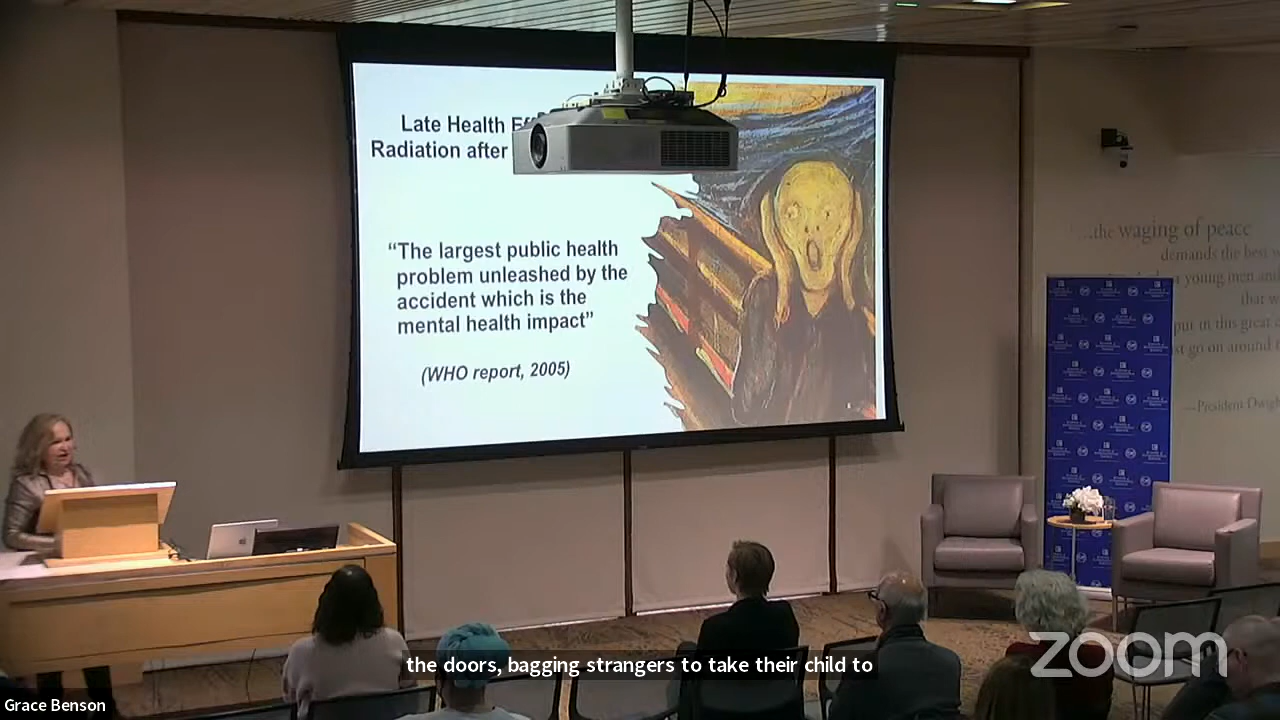 Late Health
Radiation after
“The largest public health
problem unleashed by the
accident which is the
mental health impact”
(WHO report, 2005)
...the waging of peace
demands the best
young men and
that
put in this great
go on around
—President
the doors, bagging strangers to take their child to
zoom
Grace Benson